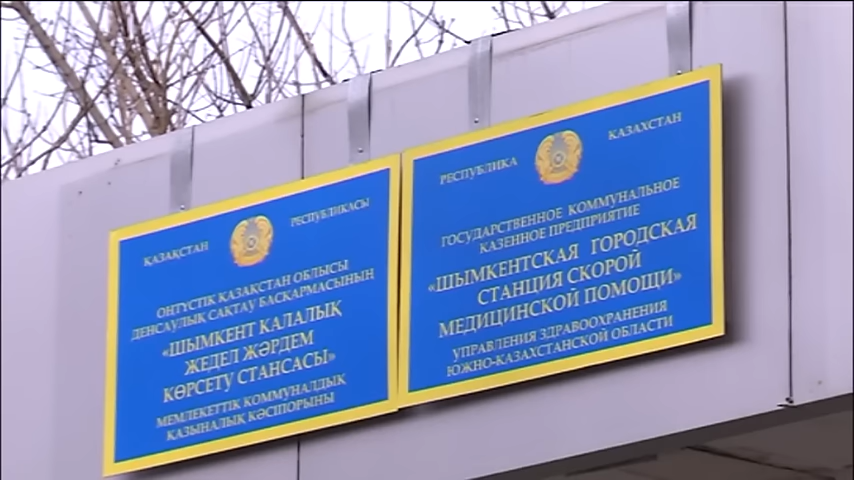 ҚАЗАҚСТАН РЕСПУБЛИКАСЫ
ОҢТҮСТІК ҚАЗАҚСТАН ОБЛЫСЫ
ДЕНСАУЛЫҚ САҚТАУ БАСҚАРМАСЫНЫҢ
«ШЫМКЕНТ ҚАЛАЛЫҚ
ЖЕДЕЛ ЖӘРДЕМ
КӨРСЕТУ СТАНСАСЫ»
МЕМЛЕКЕТТІК КОММУНАЛДЫҚ
ҚАЗЫНАЛЫҚ КӘСІПОРЫНЫ
РЕСПУБЛИКА КАЗАХСТАН
ГОСУДАРСТВЕННОЕ КОММУНАЛЬНОЕ
КАЗЕННОЕ ПРЕДПРИЯТИЕ
«ШЫМКЕНТСКАЯ ГОРОДСКАЯ
СТАНЦИЯ СКОРОЙ
МЕДИЦИНСКОЙ ПОМОЩИ»
УПРАВЛЕНИЯ ЗДРАВООХРАНЕНИЯ
ЮЖНО-КАЗАХСТАНСКОЙ ОБЛАСТИ